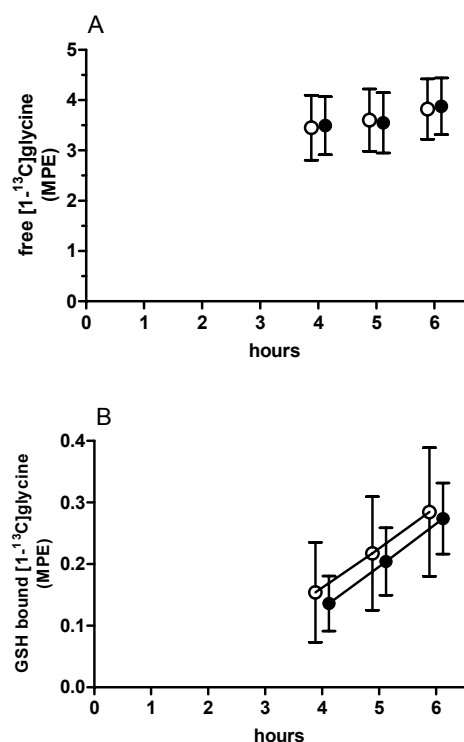 A
5
4
3
2
1
0
0 1 2 3 4 5 6
hours
free [1-¹³C]glycine
(MPE)
B
0.4
0.3
0.2
0.1
0.0
0 1 2 3 4 5 6
hours
GSH bound [1-¹³C]glycine
(MPE)